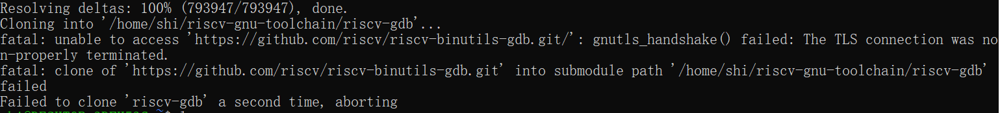 Resolving deltas: 100% (793947/793947), done.
Cloning into '/home/shi/riscv-gnu-toolchain/riscv-gdb'...
fatal: unable to access 'https://github.com/riscv/riscv-binutils-gdb.git/': gnutls_handshake() failed: The TLS connection was no
n-properly terminated.
fatal: clone of 'https://github.com/riscv/riscv-binutils-gdb.git' into submodule path '/home/shi/riscv-gnu-toolchain/riscv-gdb'
failed
Failed to clone 'riscv-gdb' a second time, aborting